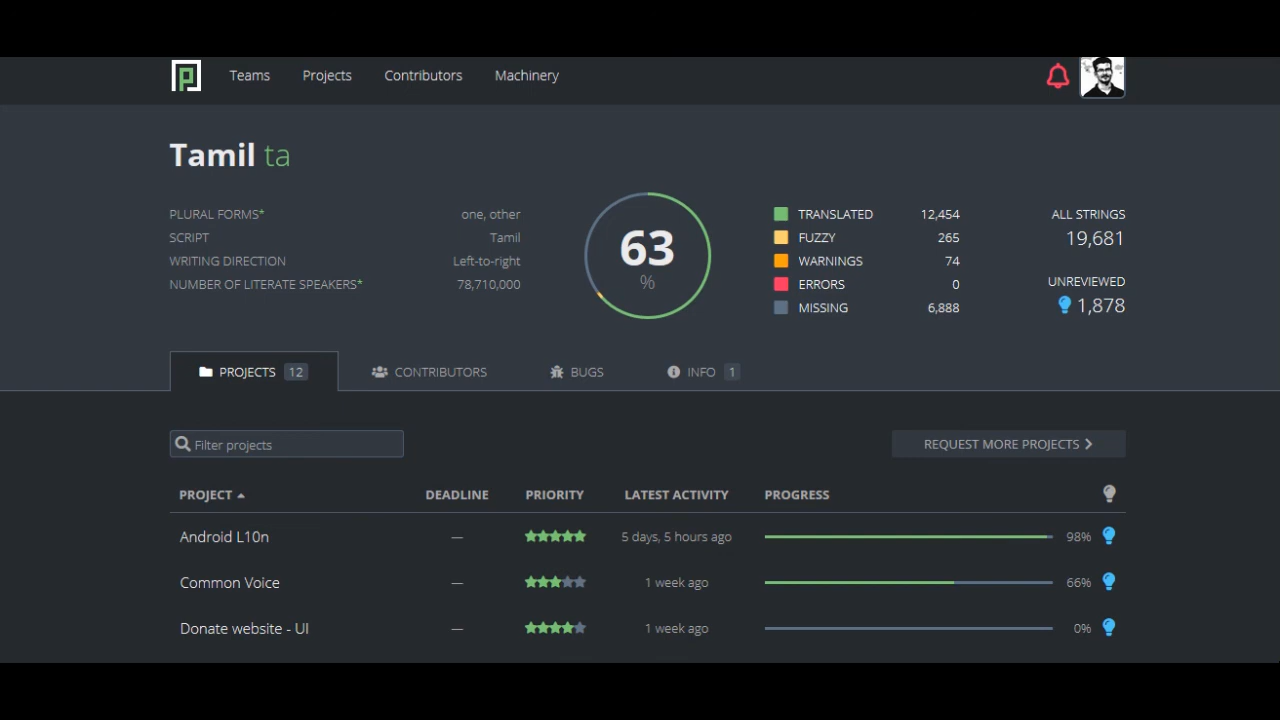 Teams Projects Contributors Machinery
Tamil ta
PLURAL FORMS* one, other
SCRIPT Tamil
WRITING DIRECTION Left-to-right
NUMBER OF LITERATE SPEAKERS* 78,710,000
63
%
TRANSLATED 12,454
FUZZY 265
WARNINGS 74
ERRORS 0
MISSING 6,888
ALL STRINGS
19,681
UNREVIEWED
1,878
PROJECTS 12 CONTRIBUTORS BUGS INFO 1
Filter projects REQUEST MORE PROJECTS
PROJECT DEADLINE PRIORITY LATEST ACTIVITY PROGRESS
Android L10n — 5 days, 5 hours ago 98%
Common Voice — 1 week ago 66%
Donate website - UI — 1 week ago 0%